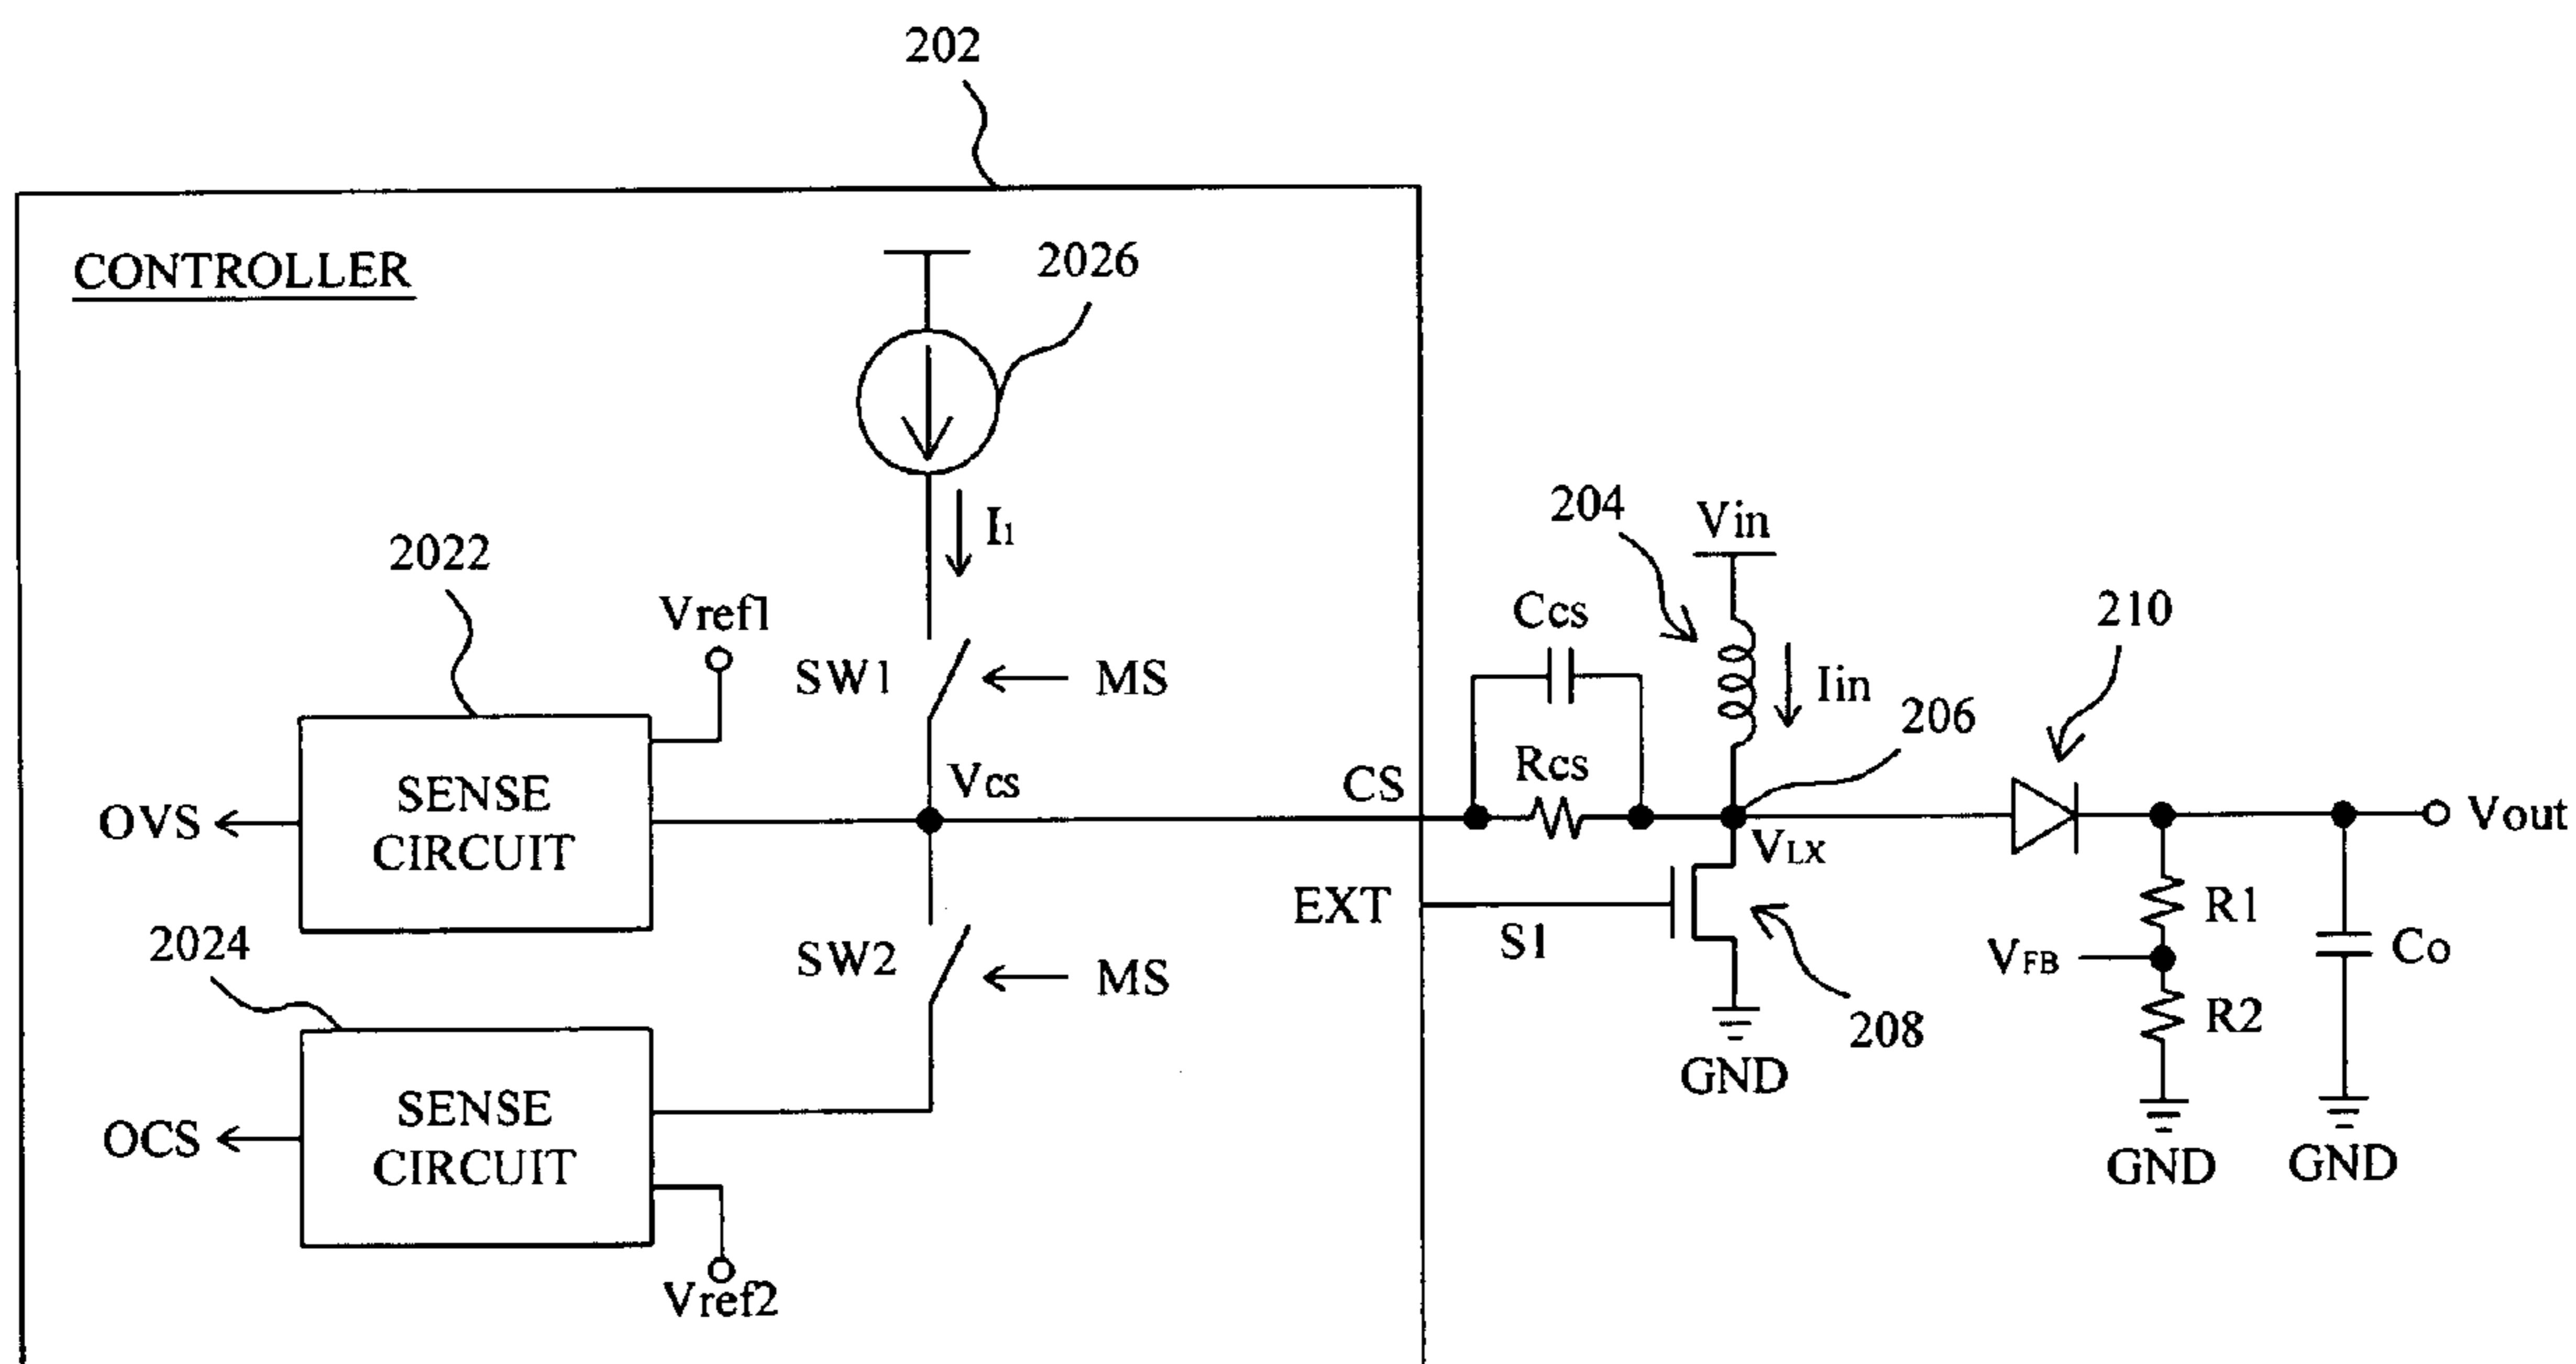 202
CONTROLLER
2026
I1
204
Vin
2022
Vref1
Ccs
210
SW1
MS
Iin
206
SENSE
CIRCUIT
OVS
Vcs
CS
Rcs
Vout
VLX
EXT
S1
R1
2024
SW2
MS
VFB
Co
208
R2
GND
SENSE
CIRCUIT
OCS
GND
GND
Vref2